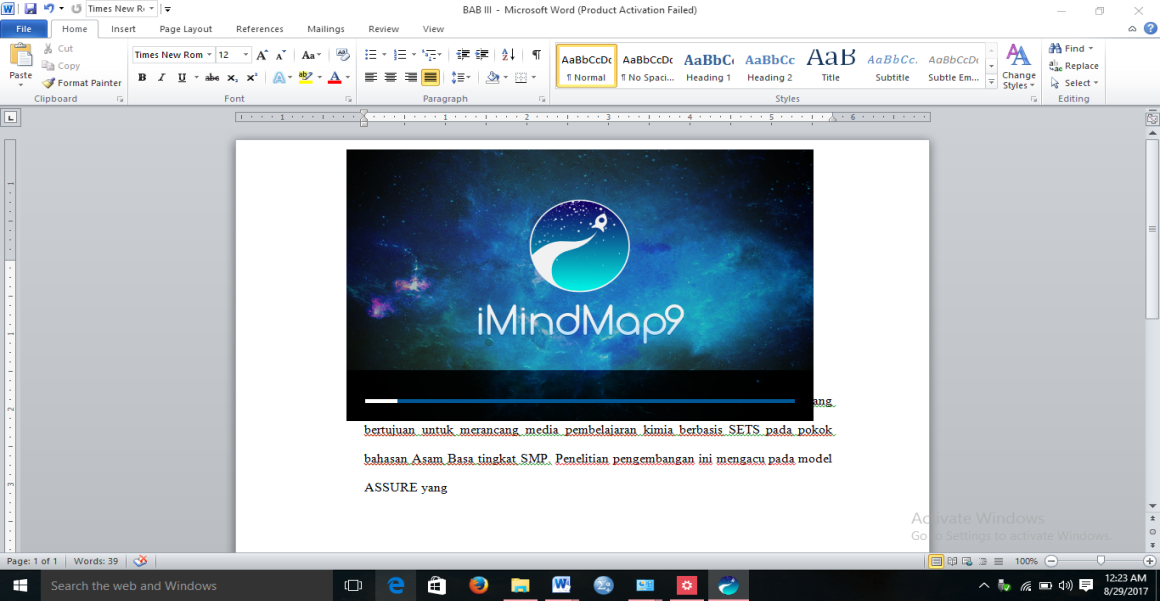 Times New R
BAB III - Microsoft Word (Product Activation Failed)
File Home Insert Page Layout References Mailings Review View
Paste
Cut
Copy
Format Painter
Clipboard
Times New Rom 12
Font
Paragraph
AaBbCcDc AaBbCcDc AaBbC AaBbCc AaB AaBbCc. AaBbCcDc
¶ Normal ¶ No Spaci... Heading 1 Heading 2 Title Subtitle Subtle Em...
Change
Styles
Styles
Find
Replace
Select
Editing
iMindMap9
ang
bertujuan untuk merancang media pembelajaran kimia berbasis SETS pada pokok
bahasan Asam Basa tingkat SMP. Penelitian pengembangan ini mengacu pada model
ASSURE yang
Activate Windows
Go to Settings to activate Windows.
Page: 1 of 1 Words: 39
100%
Search the web and Windows
12:23 AM
8/29/2017